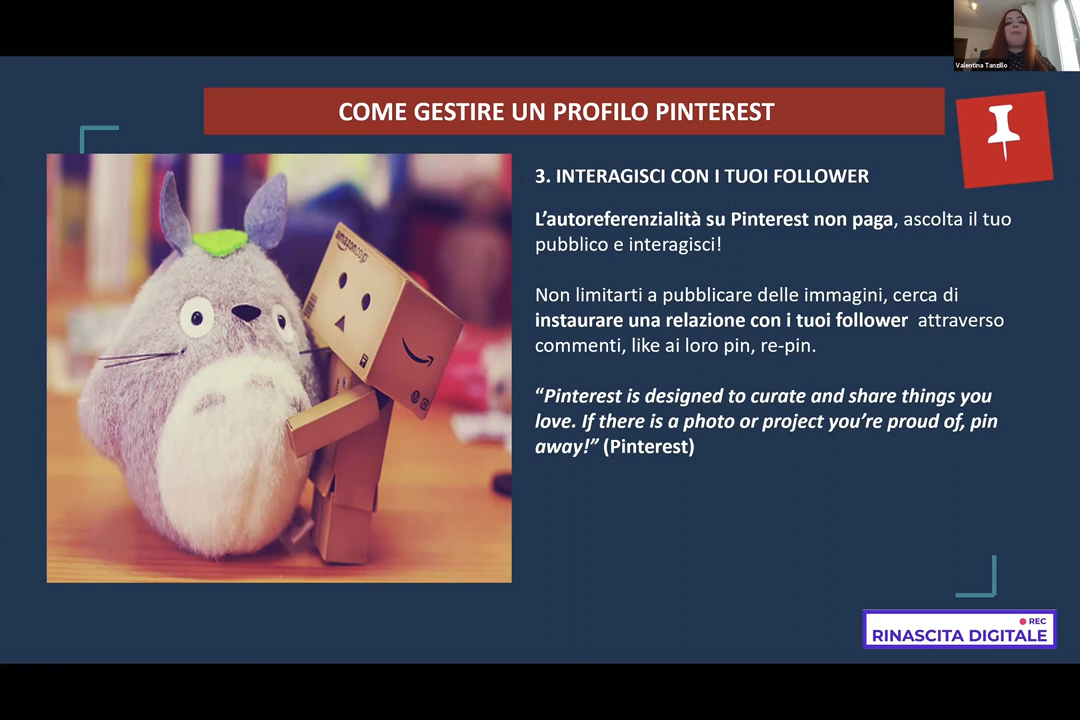 Valentina Tanzillo
COME GESTIRE UN PROFILO PINTEREST
amazon.co.jp
3. INTERAGISCI CON I TUOI FOLLOWER
L'autoreferenzialità su Pinterest non paga, ascolta il tuo
pubblico e interagisci!
Non limitarti a pubblicare delle immagini, cerca di
instaurare una relazione con i tuoi follower attraverso
commenti, like ai loro pin, re-pin.
“Pinterest is designed to curate and share things you
love. If there is a photo or project you’re proud of, pin
away!” (Pinterest)
REC
RINASCITA DIGITALE